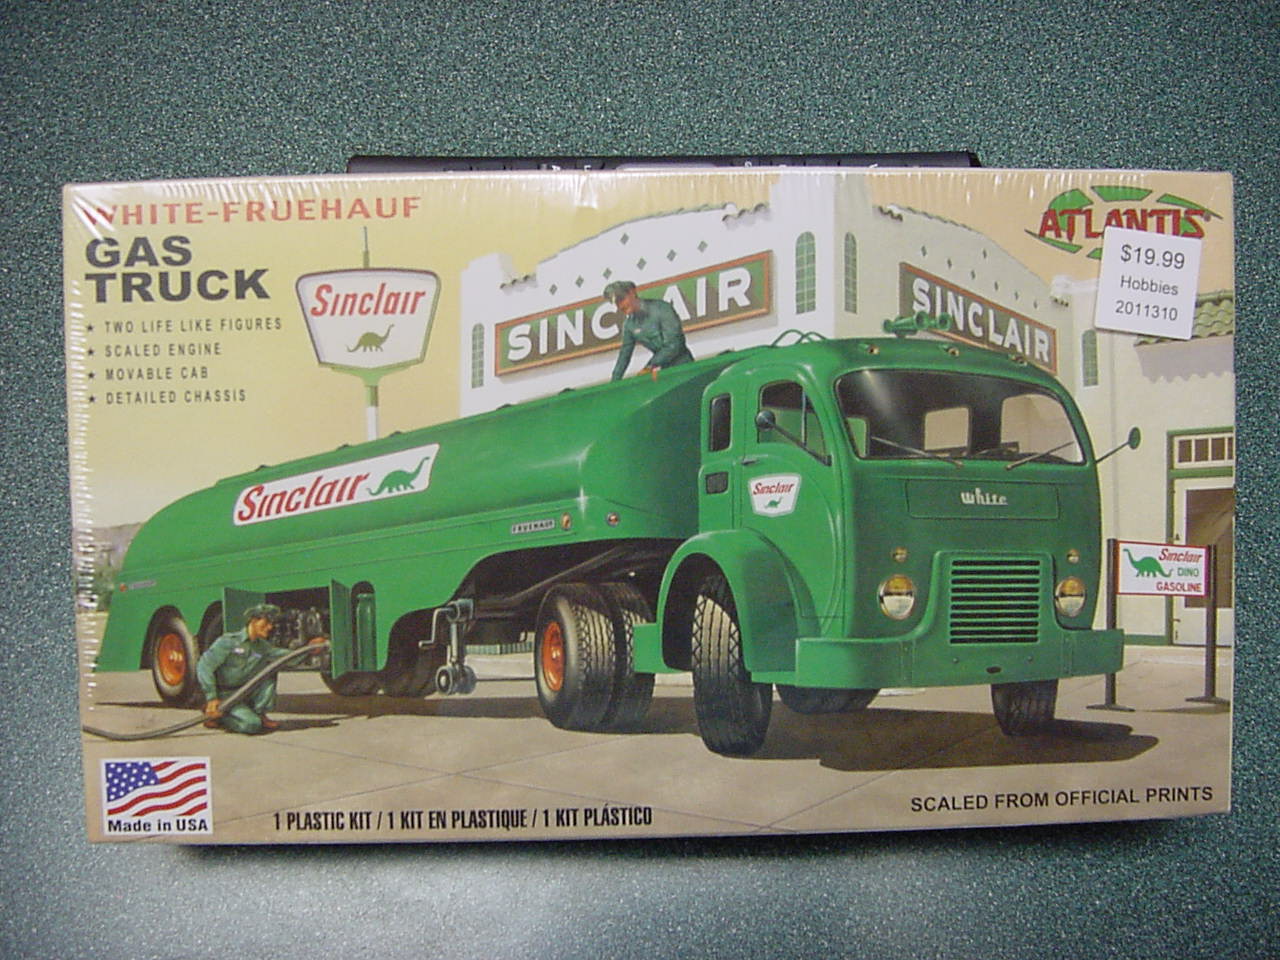 WHITE-FRUEHAUF
GAS
TRUCK
★ TWO LIFE LIKE FIGURES
★ SCALED ENGINE
★ MOVABLE CAB
★ DETAILED CHASSIS
Sinclair
SINCLAIR
SINCLAIR
ATLANTIS
$19.99
Hobbies
2011310
Sinclair
FRUEHAUF
Sinclair
White
Sinclair
DINO
GASOLINE
Made in USA
1 PLASTIC KIT / 1 KIT EN PLASTIQUE / 1 KIT PLÁSTICO
SCALED FROM OFFICIAL PRINTS